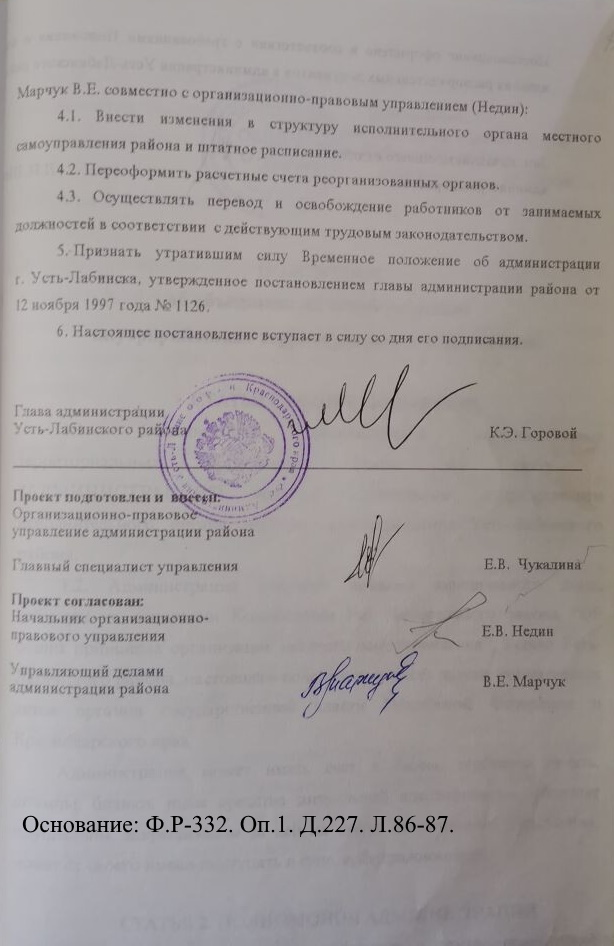 Марчук В.Е. совместно с организационно-правовым управлением (Недин):
4.1. Внести изменения в структуру исполнительного органа местного
самоуправления района и штатное расписание.
4.2. Переоформить расчетные счета реорганизованных органов.
4.3. Осуществлять перевод и освобождение работников от занимаемых
должностей в соответствии с действующим трудовым законодательством.
5. Признать утратившим силу Временное положение об администрации
г. Усть-Лабинска, утвержденное постановлением главы администрации района от
12 ноября 1997 года № 1126.
6. Настоящее постановление вступает в силу со дня его подписания.
Глава администрации
Усть-Лабинского района К.Э. Горовой
Краснодарского края
Проект подготовлен и внесен:
Организационно-правовое
управление администрации района
Главный специалист управления Е.В. Чукалина
Проект согласован:
Начальник организационно-
правового управления Е.В. Недин
Управляющий делами
администрации района В.Е. Марчук
Основание: Ф.Р-332. Оп.1. Д.227. Л.86-87.